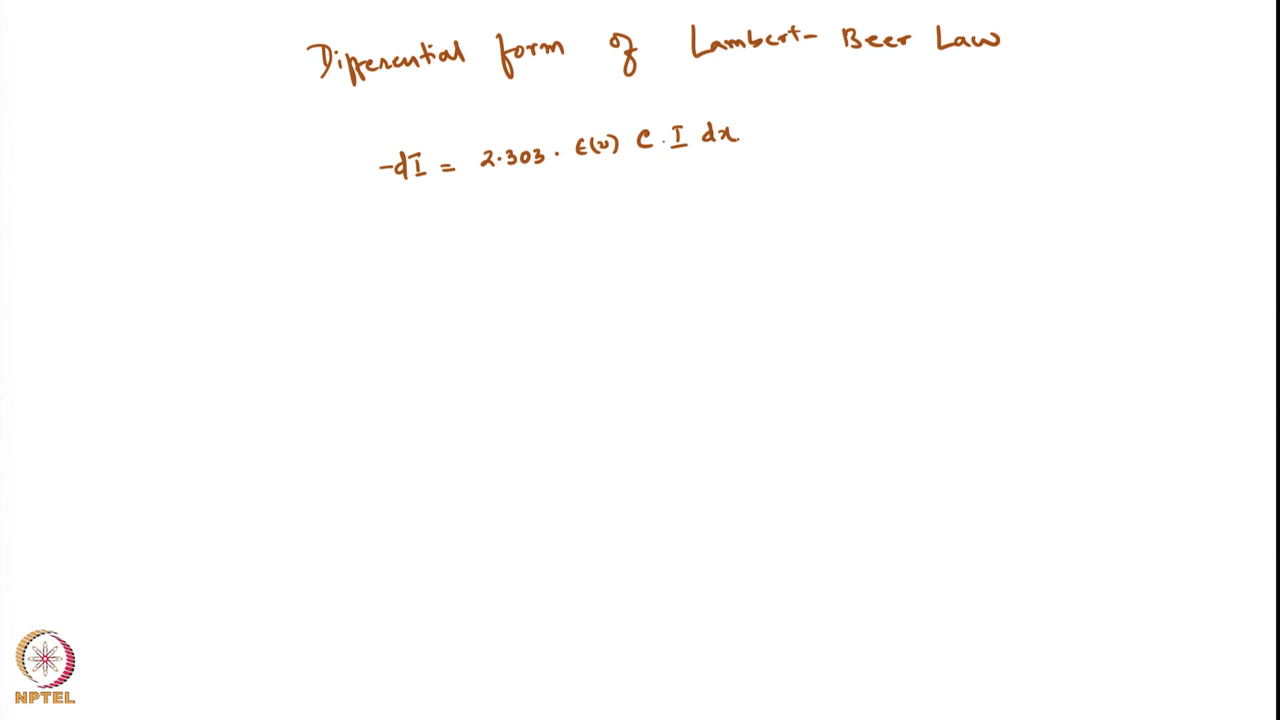 Differential form of Lambert- Beer Law
-dI = 2.303 . ϵ(ν) C . I dx
NPTEL